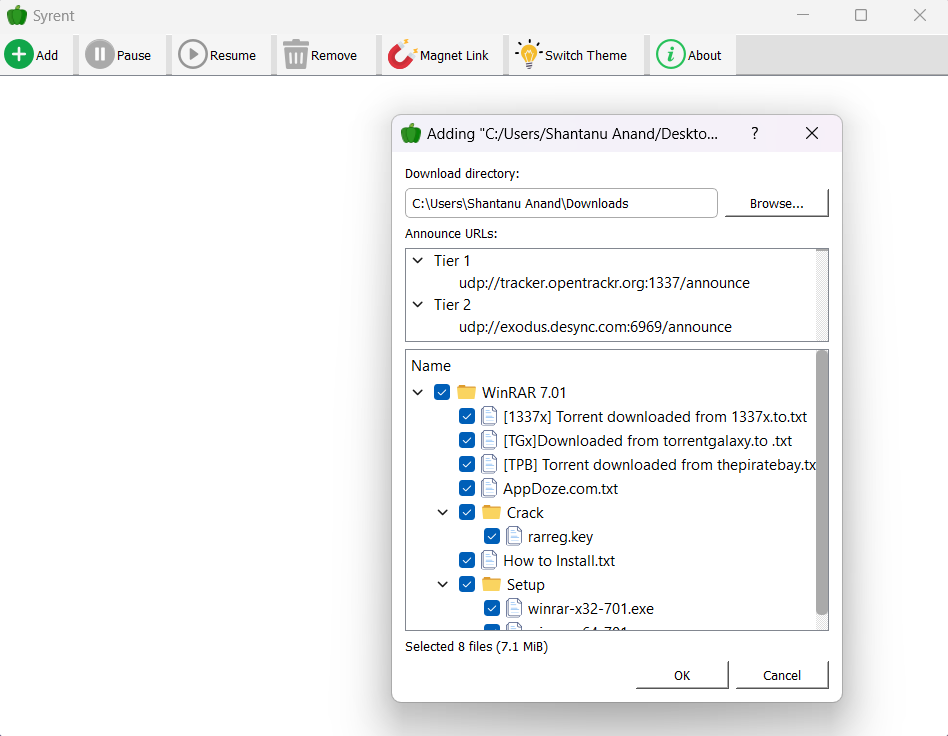 Syrent
Add Pause Resume Remove Magnet Link Switch Theme About
Adding "C:/Users/Shantanu Anand/Deskto... ?
Download directory:
C:\Users\Shantanu Anand\Downloads Browse...
Announce URLs:
Tier 1
udp://tracker.opentrackr.org:1337/announce
Tier 2
udp://exodus.desync.com:6969/announce
Name
WinRAR 7.01
[1337x] Torrent downloaded from 1337x.to.txt
[TGx]Downloaded from torrentgalaxy.to .txt
[TPB] Torrent downloaded from thepiratebay.tx
AppDoze.com.txt
Crack
rarreg.key
How to Install.txt
Setup
winrar-x32-701.exe
Selected 8 files (7.1 MiB)
OK Cancel